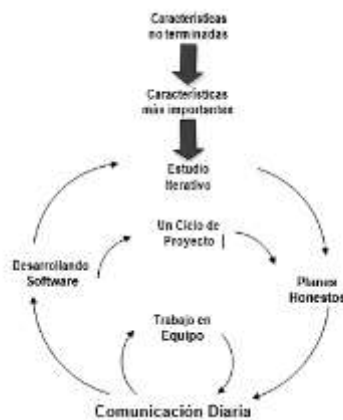 Características
no terminadas
Características
más importantes
Estudio
Iterativo
Un Ciclo de
Proyecto
Desarrollando
Software
Planes
Honestos
Trabajo en
Equipo
Comunicación Diaria